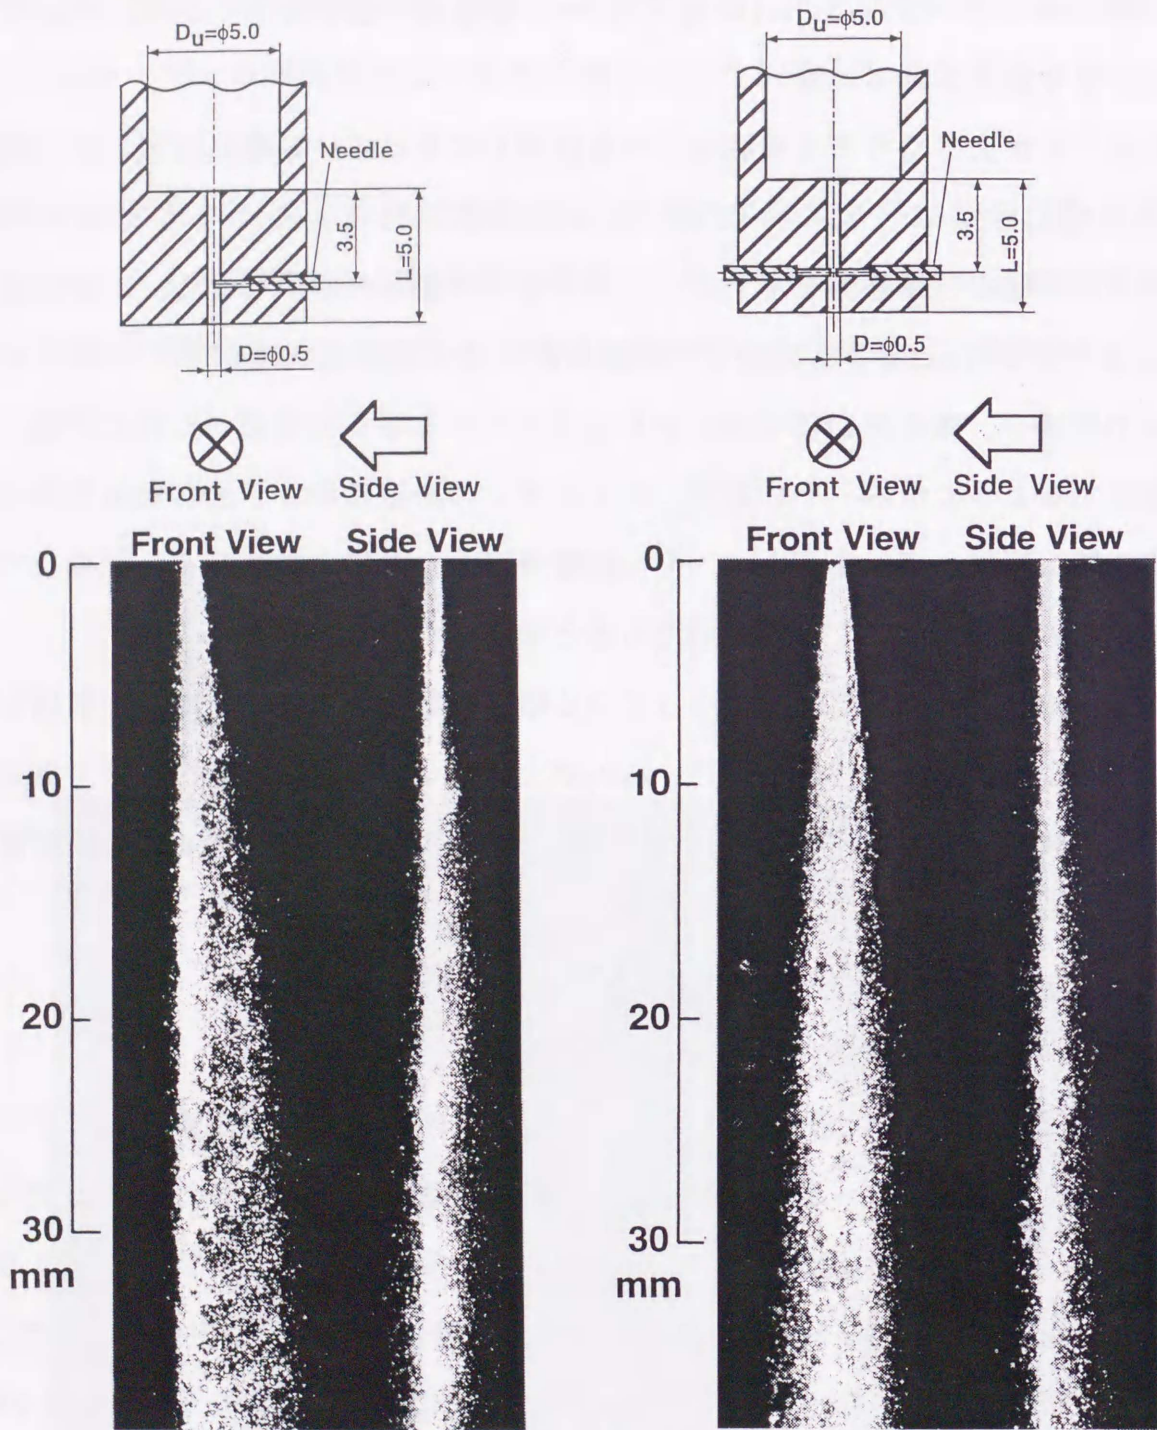 Du=φ5.0
Needle
3.5
L=5.0
D=φ0.5
Front View Side View
Front View Side View
0
10
20
30
mm
Du=φ5.0
Needle
3.5
L=5.0
D=φ0.5
Front View Side View
Front View Side View
0
10
20
30
mm